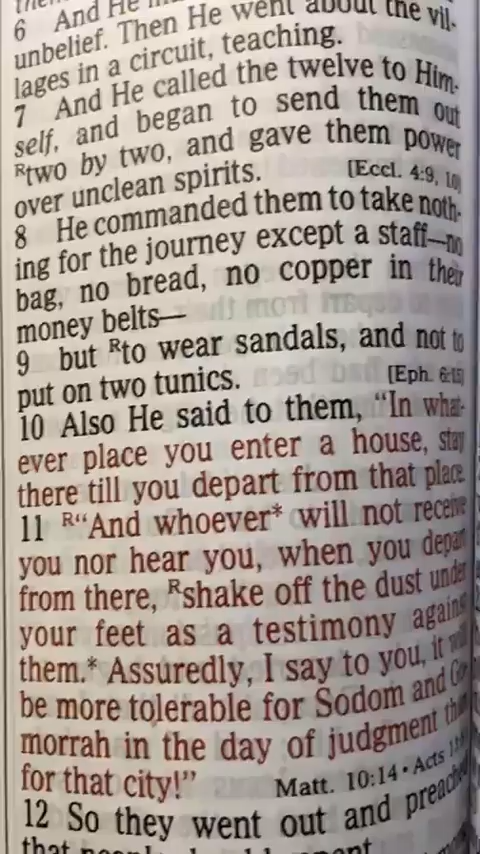 6 And He
unbelief. Then He went about the vil-
lages in a circuit, teaching.
7 And He called the twelve to Him-
self, and began to send them out
Rtwo by two, and gave them power
over unclean spirits. [Eccl. 4:9, 10]
8 He commanded them to take noth-
ing for the journey except a staff—no
bag, no bread, no copper in their
money belts—
9 but Rto wear sandals, and not to
put on two tunics. [Eph. 6:15]
10 Also He said to them, “In what-
ever place you enter a house, stay
there till you depart from that place.
11 R“And whoever* will not receive
you nor hear you, when you depart
from there, Rshake off the dust under
your feet as a testimony against
them.* Assuredly, I say to you, it will
be more tolerable for Sodom and Go-
morrah in the day of judgment than
for that city!” Matt. 10:14 • Acts
12 So they went out and preached
that people